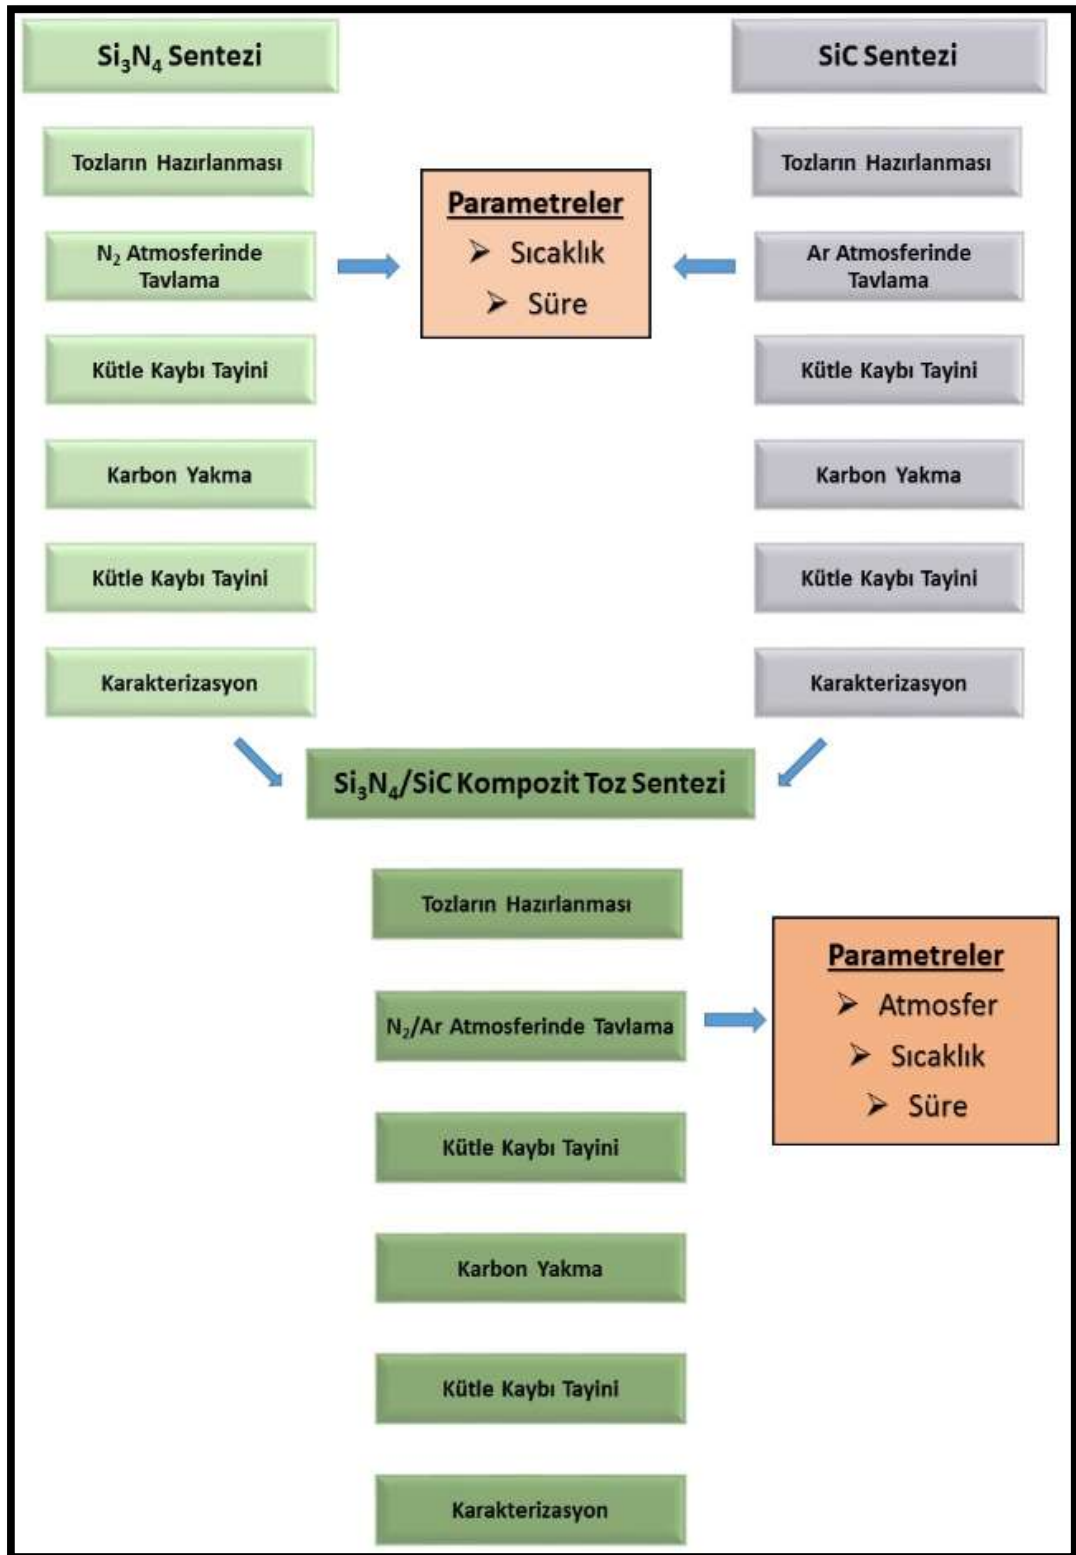 Si₃N₄ Sentezi
Tozların Hazırlanması
N₂ Atmosferinde
Tavlama
Kütle Kaybı Tayini
Karbon Yakma
Kütle Kaybı Tayini
Karakterizasyon
Parametreler
➢ Sıcaklık
➢ Süre
SiC Sentezi
Tozların Hazırlanması
Ar Atmosferinde
Tavlama
Kütle Kaybı Tayini
Karbon Yakma
Kütle Kaybı Tayini
Karakterizasyon
Si₃N₄/SiC Kompozit Toz Sentezi
Tozların Hazırlanması
N₂/Ar Atmosferinde Tavlama
Parametreler
➢ Atmosfer
➢ Sıcaklık
➢ Süre
Kütle Kaybı Tayini
Karbon Yakma
Kütle Kaybı Tayini
Karakterizasyon